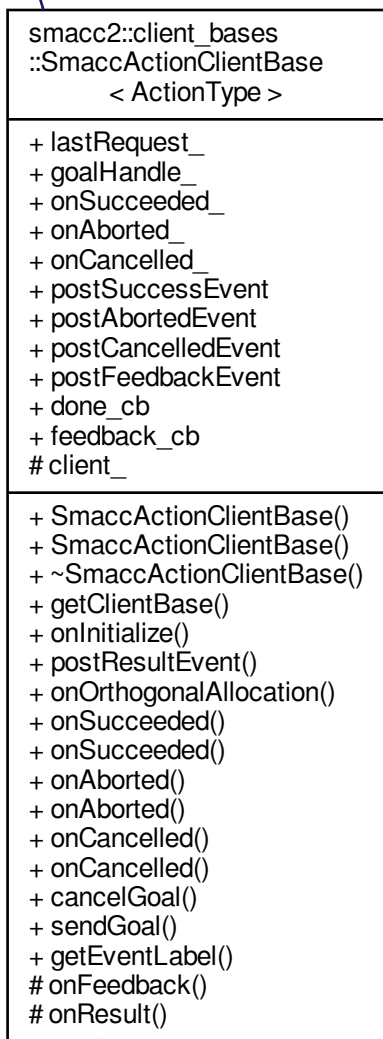 smacc2::client_bases
::SmaccActionClientBase
< ActionType >
+ lastRequest_
+ goalHandle_
+ onSucceeded_
+ onAborted_
+ onCancelled_
+ postSuccessEvent
+ postAbortedEvent
+ postCancelledEvent
+ postFeedbackEvent
+ done_cb
+ feedback_cb
# client_
+ SmaccActionClientBase()
+ SmaccActionClientBase()
+ ~SmaccActionClientBase()
+ getClientBase()
+ onInitialize()
+ postResultEvent()
+ onOrthogonalAllocation()
+ onSucceeded()
+ onSucceeded()
+ onAborted()
+ onAborted()
+ onCancelled()
+ onCancelled()
+ cancelGoal()
+ sendGoal()
+ getEventLabel()
# onFeedback()
# onResult()